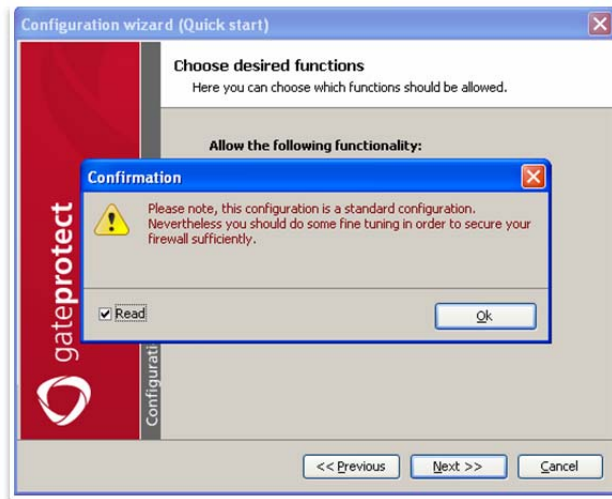 Configuration wizard (Quick start)
Choose desired functions
Here you can choose which functions should be allowed.
Allow the following functionality:
Confirmation
Please note, this configuration is a standard configuration.
Nevertheless you should do some fine tuning in order to secure your
firewall sufficiently.
Read
Ok
gateprotect
<< Previous
Next >>
Cancel